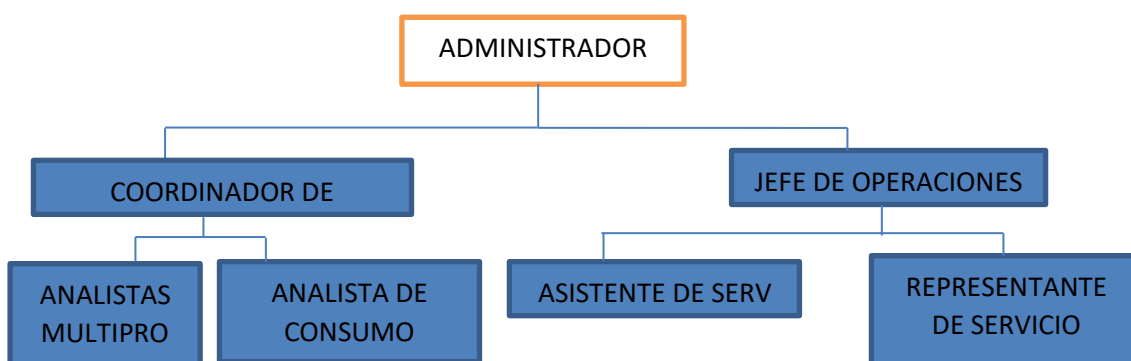 ADMINISTRADOR
COORDINADOR DE
JEFE DE OPERACIONES
ANALISTAS
MULTIPRO
ANALISTA DE
CONSUMO
ASISTENTE DE SERV
REPRESENTANTE
DE SERVICIO